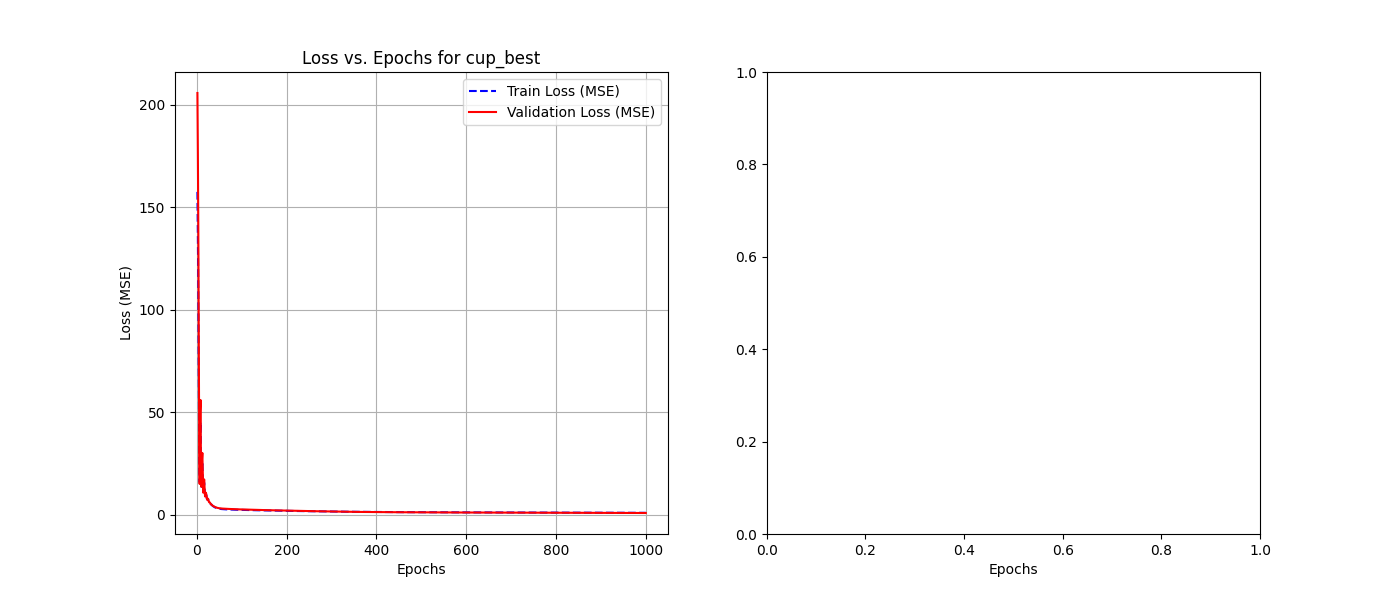 Loss vs. Epochs for cup_best
Train Loss (MSE)
Validation Loss (MSE)
Loss (MSE)
200
150
100
50
0
0 200 400 600 800 1000
Epochs
1.0
0.8
0.6
0.4
0.2
0.0
0.0 0.2 0.4 0.6 0.8 1.0
Epochs